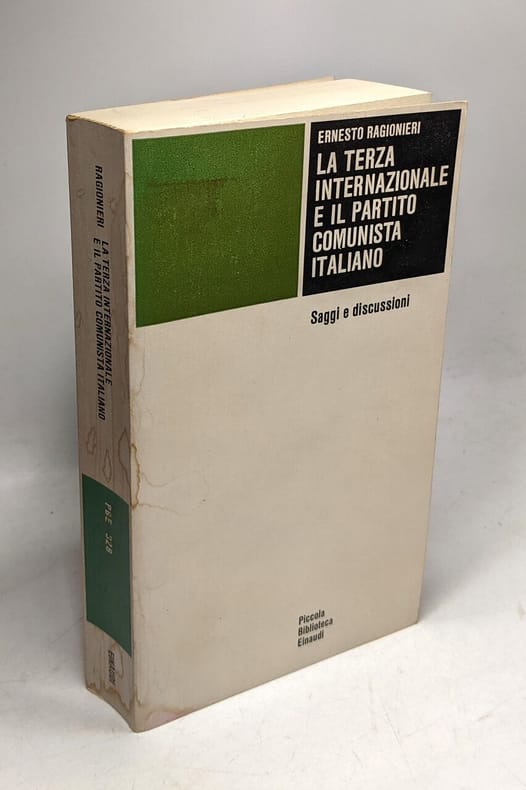 ERNESTO RAGIONIERI
LA TERZA
INTERNAZIONALE
E IL PARTITO
COMUNISTA
ITALIANO
Saggi e discussioni
Piccola
Biblioteca
Einaudi
RAGIONIERI LA TERZA INTERNAZIONALE
E IL PARTITO COMUNISTA ITALIANO
PBE 328
EINAUDI